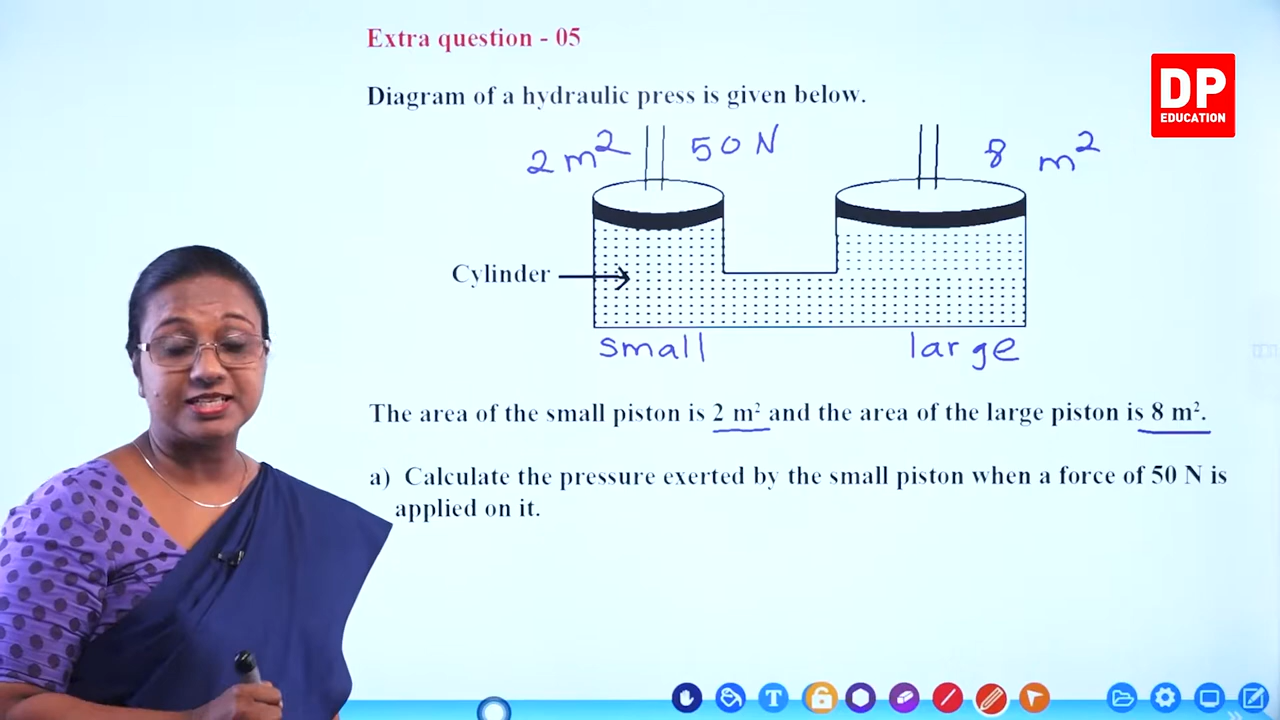 Extra question - 05
DP
EDUCATION
Diagram of a hydraulic press is given below.
2 m² 50 N 8 m²
Cylinder
small large
The area of the small piston is 2 m² and the area of the large piston is 8 m².
a) Calculate the pressure exerted by the small piston when a force of 50 N is
applied on it.